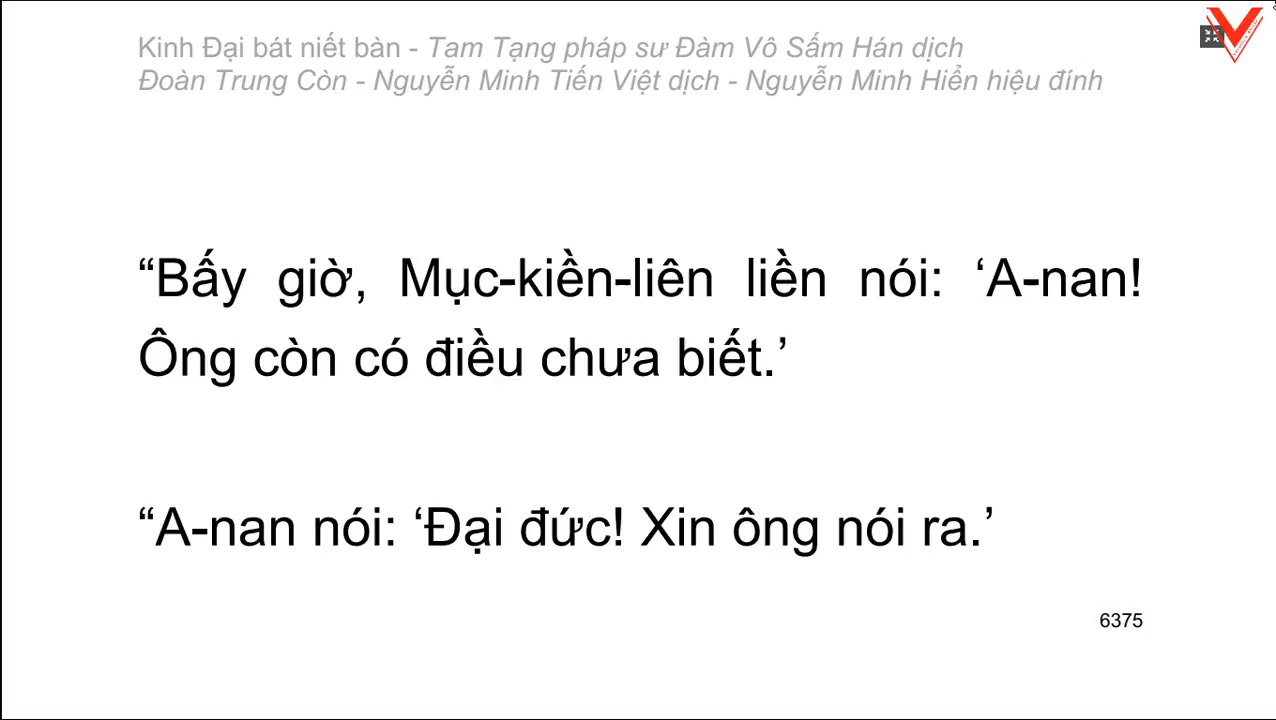 Kinh Đại bát niết bàn - Tam Tạng pháp sư Đàm Vô Sấm Hán dịch
Đoàn Trung Còn - Nguyễn Minh Tiến Việt dịch - Nguyễn Minh Hiển hiệu đính
“Bấy giờ, Mục-kiền-liên liền nói: ‘A-nan!
Ông còn có điều chưa biết.’
“A-nan nói: ‘Đại đức! Xin ông nói ra.’
6375